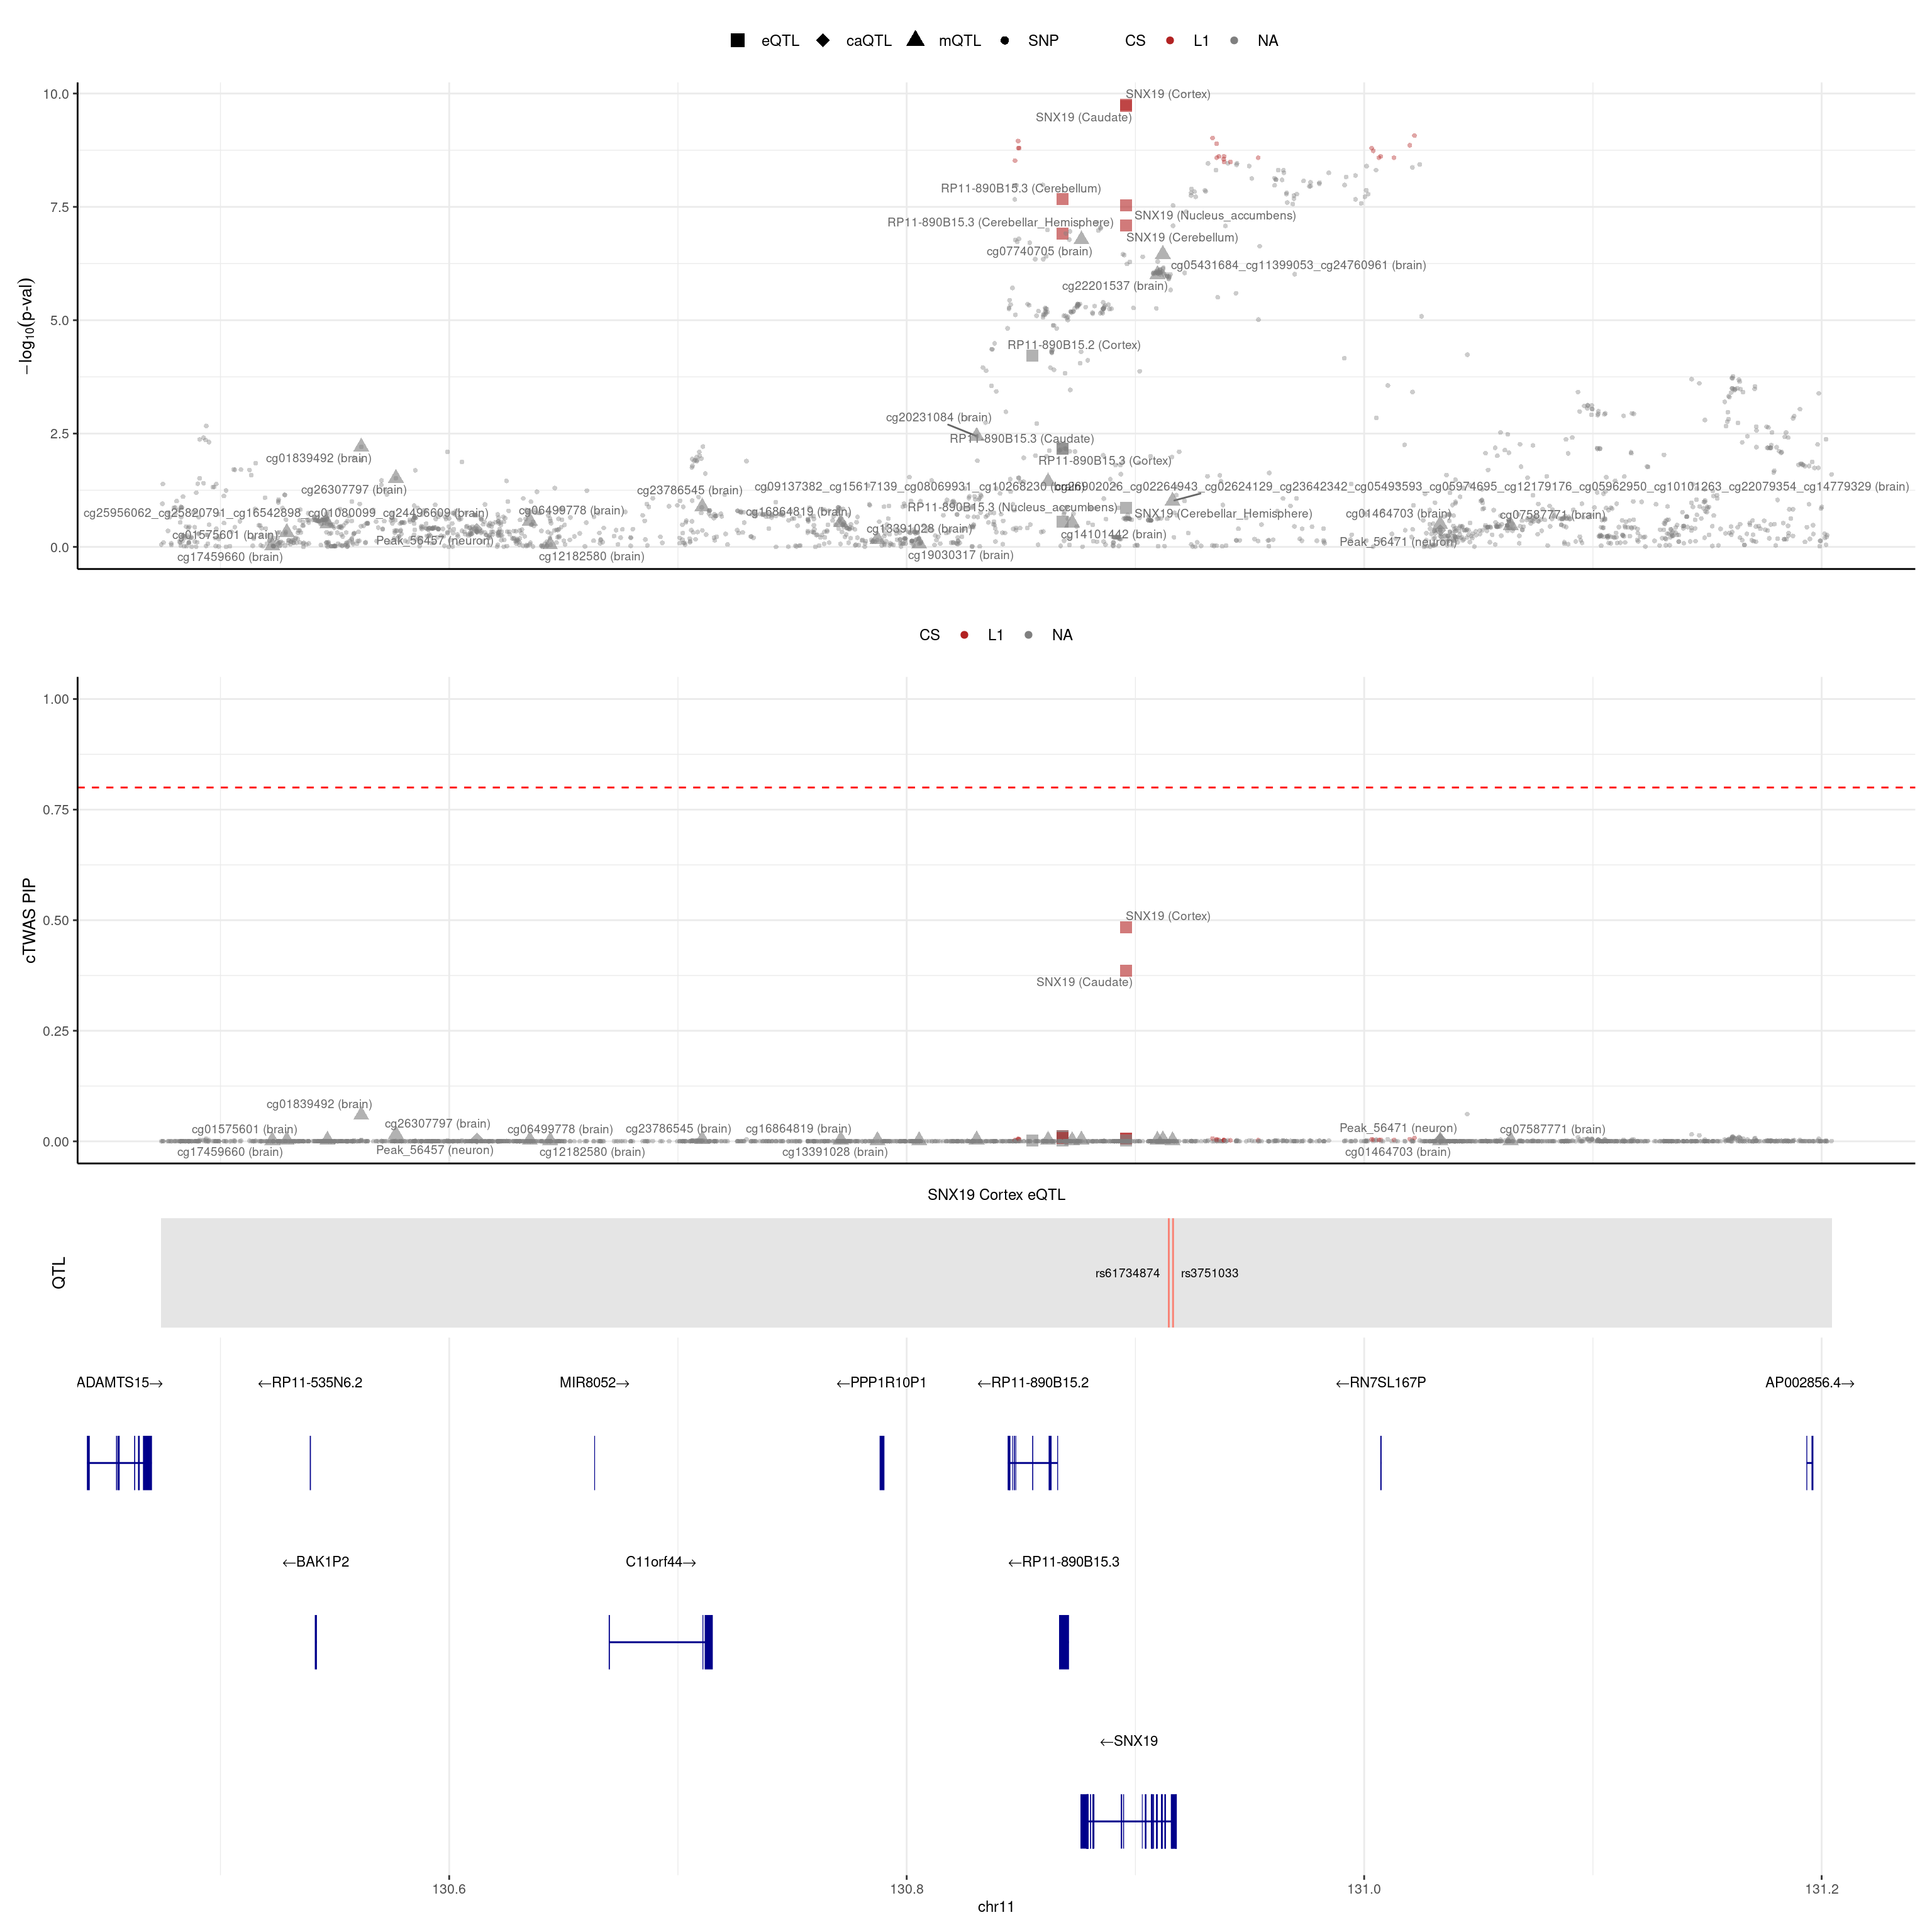 eQTL caQTL mQTL SNP CS L1 NA
SNX19 (Cortex)
10.0
SNX19 (Caudate)
RP11-890B15.3 (Cerebellum)
7.5
SNX19 (Nucleus_accumbens)
RP11-890B15.3 (Cerebellar_Hemisphere)
SNX19 (Cerebellum)
cg07740705 (brain)
cg05431684_cg11399053_cg24760961 (brain)
cg22201537 (brain)
−log10(p-val)
5.0
RP11-890B15.2 (Cortex)
cg20231084 (brain)
2.5
RP11-890B15.3 (Caudate)
cg01839492 (brain)
RP11-890B15.3 (Cortex)
cg26307797 (brain)
cg23786545 (brain)
cg09137382_cg15617139_cg08069931_cg10268230 (brain)
cg26902026_cg02264943_cg02624129_cg23642342_cg05493593_cg05974695_cg12179176_cg05962950_cg10101263_cg22079354_cg14779329 (brain)
cg25956062_cg25820791_cg16542898_cg01080099_cg24496609 (brain)
cg06499778 (brain)
cg16864819 (brain)
RP11-890B15.3 (Nucleus_accumbens)
SNX19 (Cerebellar_Hemisphere)
cg01464703 (brain)
cg07587771 (brain)
cg01575601 (brain)
Peak_56457 (neuron)
cg13391028 (brain)
cg14101442 (brain)
Peak_56471 (neuron)
0.0
cg17459660 (brain)
cg12182580 (brain)
cg19030317 (brain)
CS L1 NA
1.00
0.75
cTWAS PIP
0.50
SNX19 (Cortex)
SNX19 (Caudate)
0.25
cg01839492 (brain)
cg01575601 (brain)
cg26307797 (brain)
cg06499778 (brain)
cg23786545 (brain)
cg16864819 (brain)
Peak_56471 (neuron)
cg07587771 (brain)
0.00
cg17459660 (brain)
Peak_56457 (neuron)
cg12182580 (brain)
cg13391028 (brain)
cg01464703 (brain)
SNX19 Cortex eQTL
QTL
rs61734874 rs3751033
ADAMTS15→ ←RP11-535N6.2 MIR8052→ ←PPP1R10P1 ←RP11-890B15.2 ←RN7SL167P AP002856.4→
←BAK1P2 C11orf44→ ←RP11-890B15.3
←SNX19
130.6 130.8 131.0 131.2
chr11